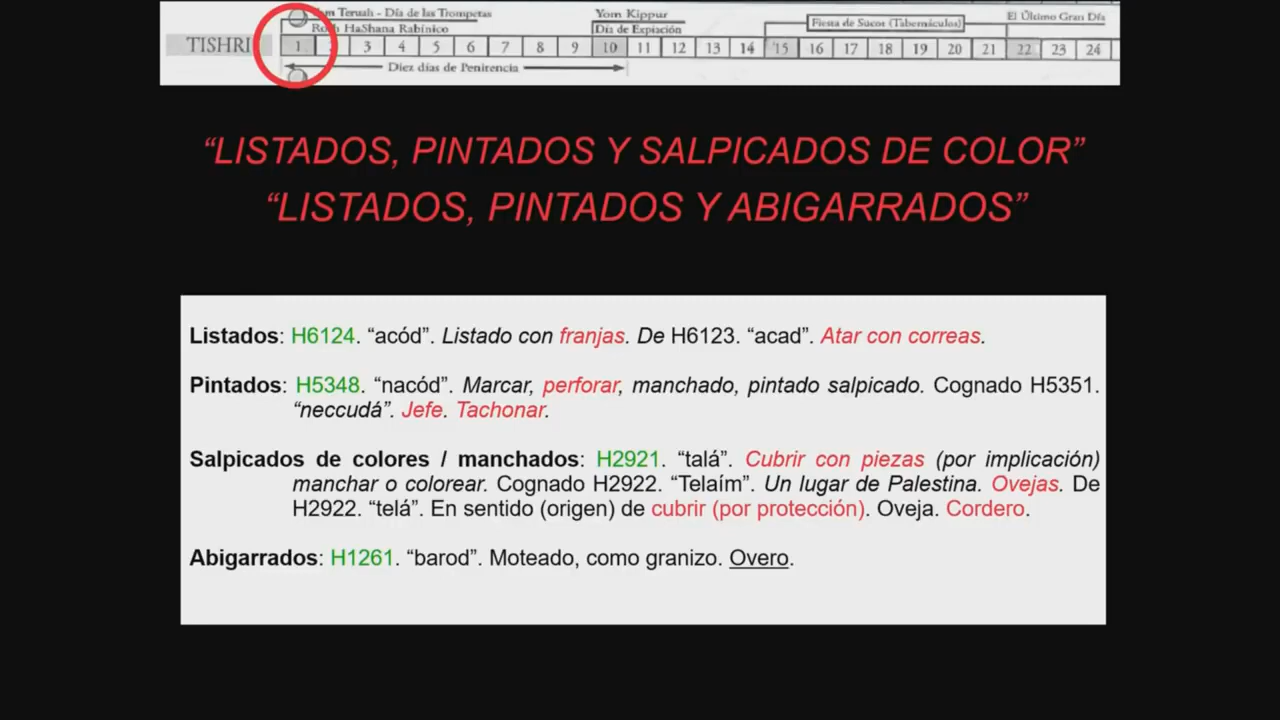 Yom Teruah - Día de las Trompetas
Yom Kippur
El Último Gran Día
Rosh HaShana Rabínico
Día de Expiación
Fiesta de Sucot (Tabernáculos)
TISHRI 1 2 3 4 5 6 7 8 9 10 11 12 13 14 15 16 17 18 19 20 21 22 23 24
Diez días de Penirencia
“LISTADOS, PINTADOS Y SALPICADOS DE COLOR”
“LISTADOS, PINTADOS Y ABIGARRADOS”
Listados: H6124. “acód”. Listado con franjas. De H6123. “acad”. Atar con correas.
Pintados: H5348. “nacód”. Marcar, perforar, manchado, pintado salpicado. Cognado H5351.
“neccudá”. Jefe. Tachonar.
Salpicados de colores / manchados: H2921. “talá”. Cubrir con piezas (por implicación)
manchar o colorear. Cognado H2922. “Telaím”. Un lugar de Palestina. Ovejas. De
H2922. “telá”. En sentido (origen) de cubrir (por protección). Oveja. Cordero.
Abigarrados: H1261. “barod”. Moteado, como granizo. Overo.